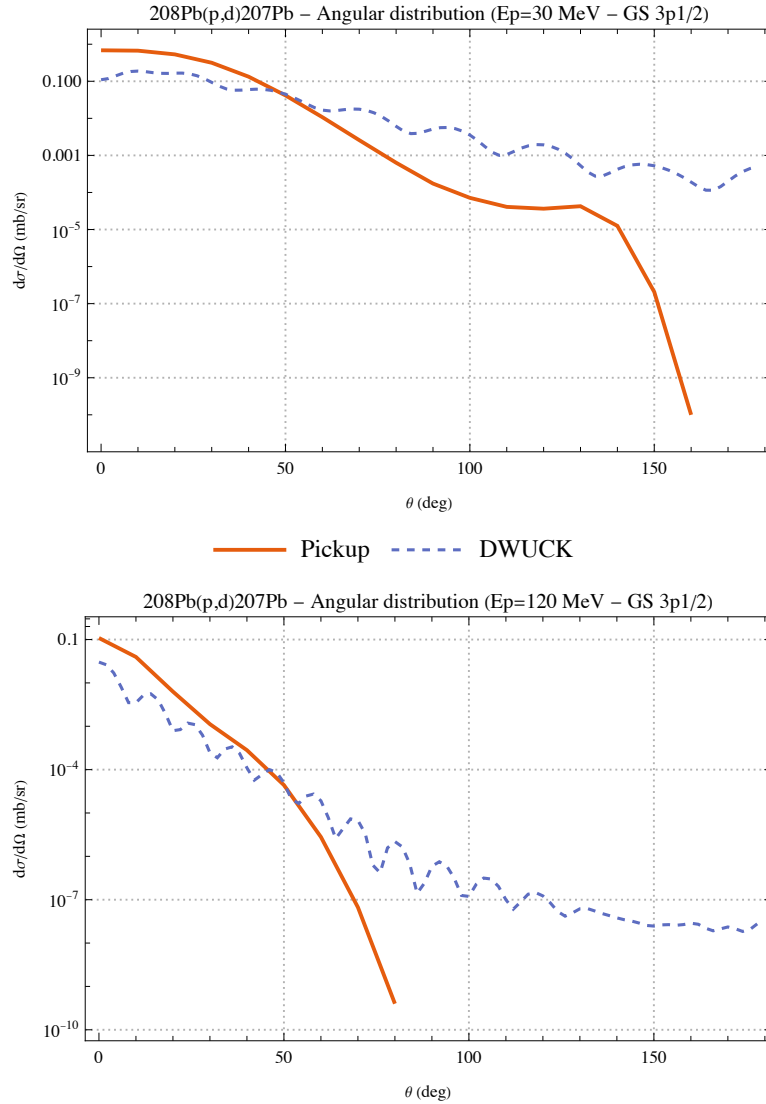 208Pb(p,d)207Pb – Angular distribution (Ep=30 MeV – GS 3p1/2)
dσ/dΩ (mb/sr)
0.100
0.001
10^-5
10^-7
10^-9
0 50 100 150
θ (deg)
Pickup DWUCK
208Pb(p,d)207Pb – Angular distribution (Ep=120 MeV – GS 3p1/2)
dσ/dΩ (mb/sr)
0.1
10^-4
10^-7
10^-10
0 50 100 150
θ (deg)